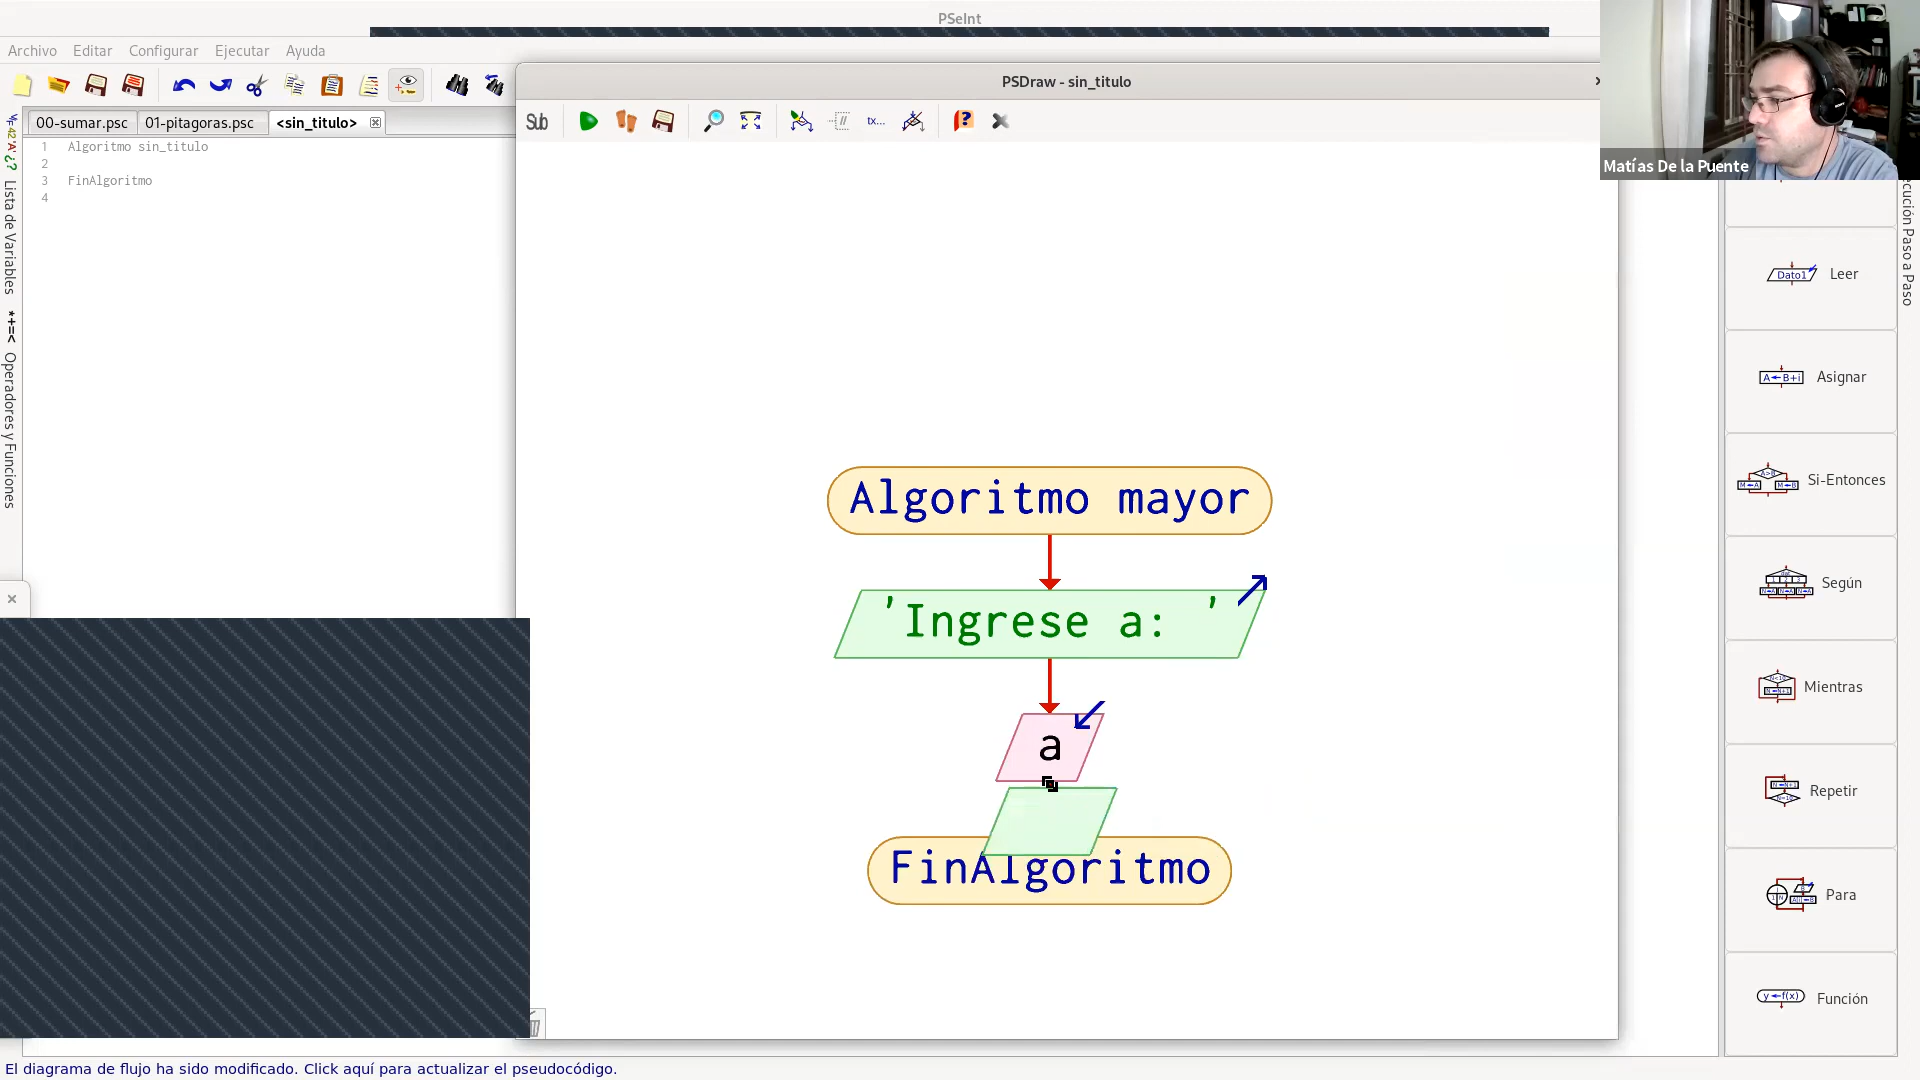 PSeInt
Archivo Editar Configurar Ejecutar Ayuda
PSDraw - sin_titulo
Sub
tx...
00-sumar.psc 01-pitagoras.psc <sin_titulo>
1 Algoritmo sin_titulo
2
3 FinAlgoritmo
4
Lista de Variables
*+=< Operadores y Funciones
Matías De la Puente
Algoritmo mayor
'Ingrese a: '
a
FinAlgoritmo
Dato1 Leer
A←B+i Asignar
Si-Entonces
Según
Mientras
Repetir
Para
y←f(x) Función
Paso a Paso
El diagrama de flujo ha sido modificado. Click aquí para actualizar el pseudocódigo.